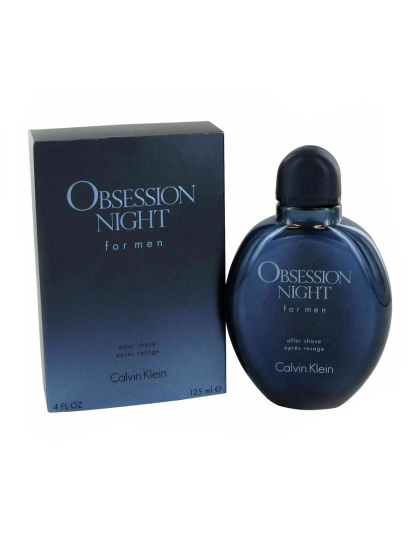 OBSESSION
NIGHT
for men
after shave
après rasage
Calvin Klein
4 FL OZ
125 ml ℮
OBSESSION
NIGHT
for men
after shave
après rasage
Calvin Klein